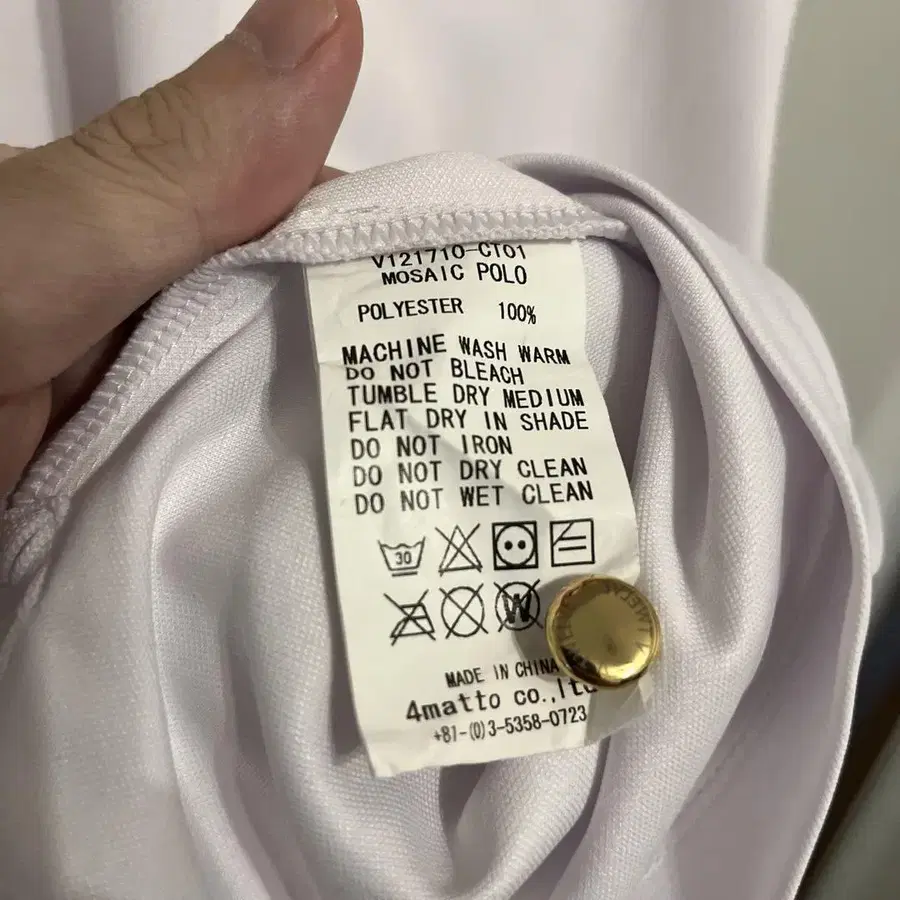 V121710-CT01
MOSAIC POLO
POLYESTER 100%
MACHINE WASH WARM
DO NOT BLEACH
TUMBLE DRY MEDIUM
FLAT DRY IN SHADE
DO NOT IRON
DO NOT DRY CLEAN
DO NOT WET CLEAN
30
W
MADE IN CHINA
4matto co.,ltd
+81-(0)3-5358-0723